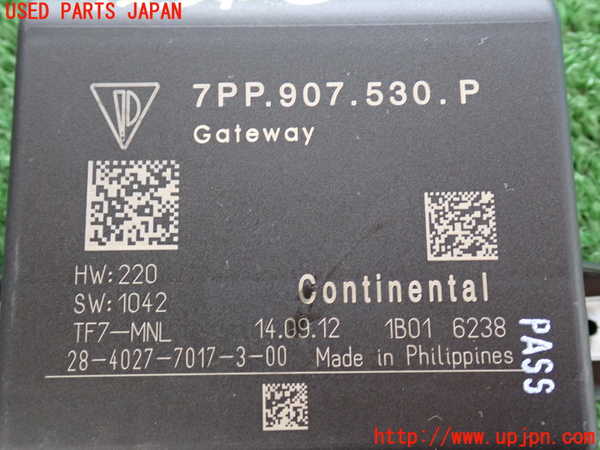 USED PARTS JAPAN
7PP.907.530.P
Gateway
HW:220
SW:1042
Continental
TF7-MNL 14.09.12 1B01 6238
28-4027-7017-3-00 Made in Philippines
PASS
http://www.upjpn.com/